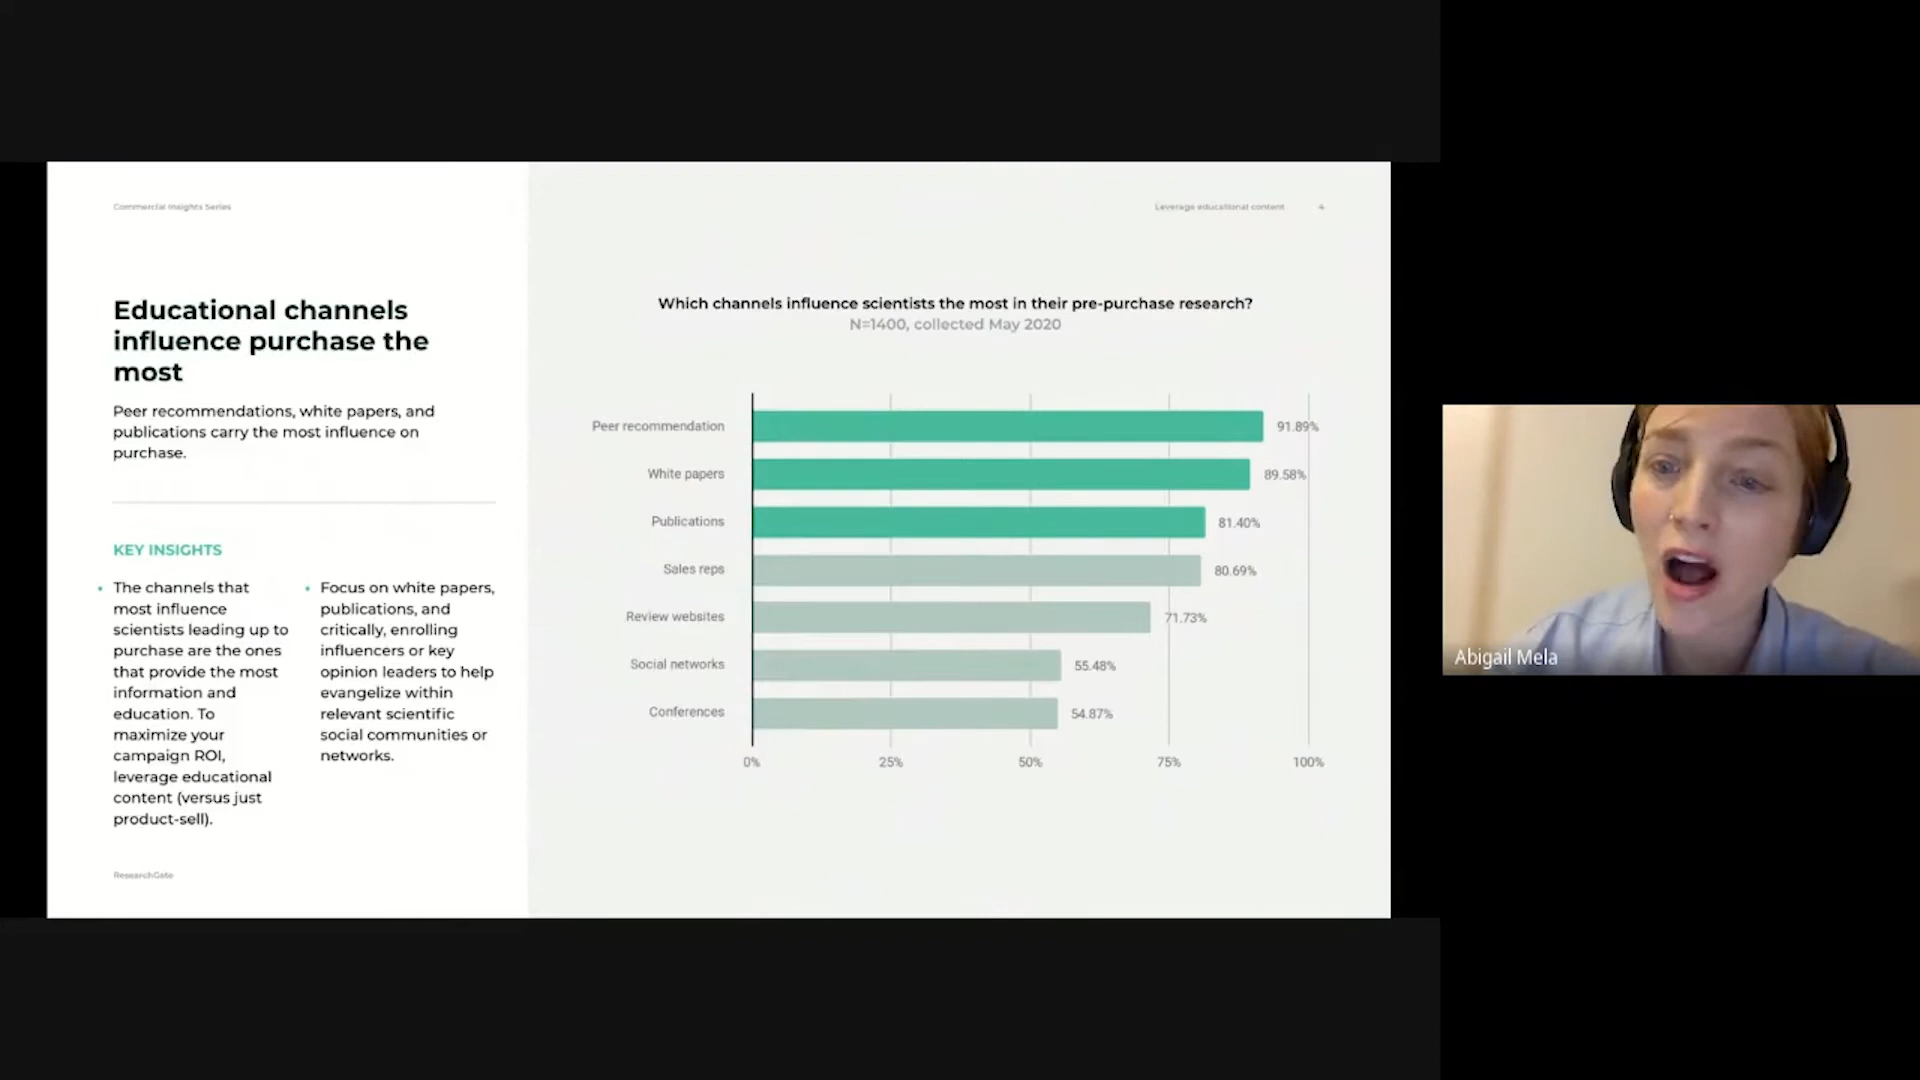 Commercial Insights Series
Leverage educational content 4
Educational channels
influence purchase the
most
Peer recommendations, white papers, and
publications carry the most influence on
purchase.
KEY INSIGHTS
• The channels that
most influence
scientists leading up to
purchase are the ones
that provide the most
information and
education. To
maximize your
campaign ROI,
leverage educational
content (versus just
product-sell).
• Focus on white papers,
publications, and
critically, enrolling
influencers or key
opinion leaders to help
evangelize within
relevant scientific
social communities or
networks.
ResearchGate
Which channels influence scientists the most in their pre-purchase research?
N=1400, collected May 2020
Peer recommendation 91.89%
White papers 89.58%
Publications 81.40%
Sales reps 80.69%
Review websites 71.73%
Social networks 55.48%
Conferences 54.87%
0% 25% 50% 75% 100%
Abigail Mela